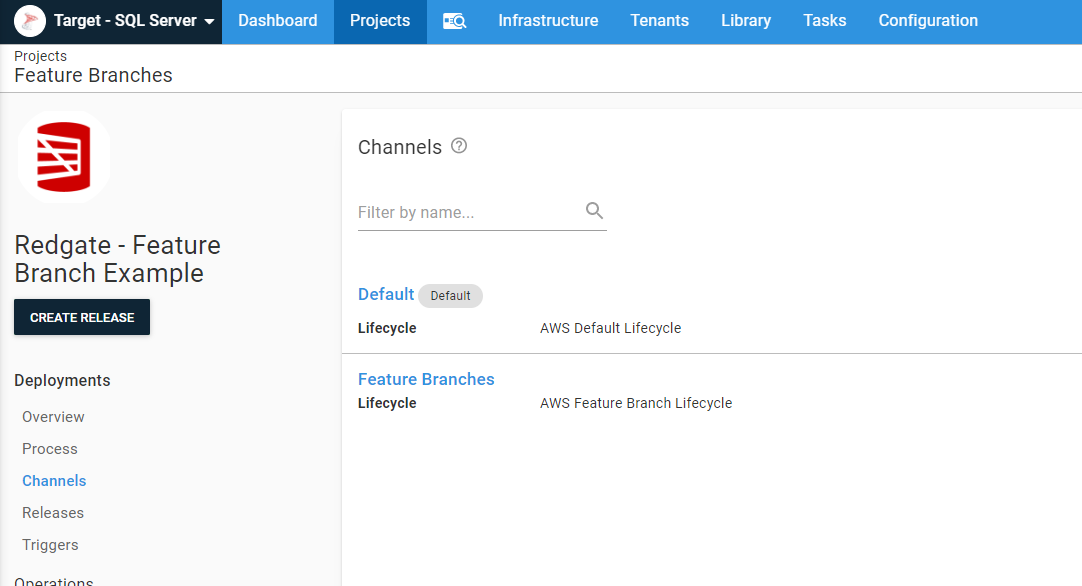 Target - SQL Server Dashboard Projects Infrastructure Tenants Library Tasks Configuration
Projects
Feature Branches
Redgate - Feature
Branch Example
CREATE RELEASE
Deployments
Overview
Process
Channels
Releases
Triggers
Operations
Channels
Filter by name...
Default Default
Lifecycle AWS Default Lifecycle
Feature Branches
Lifecycle AWS Feature Branch Lifecycle